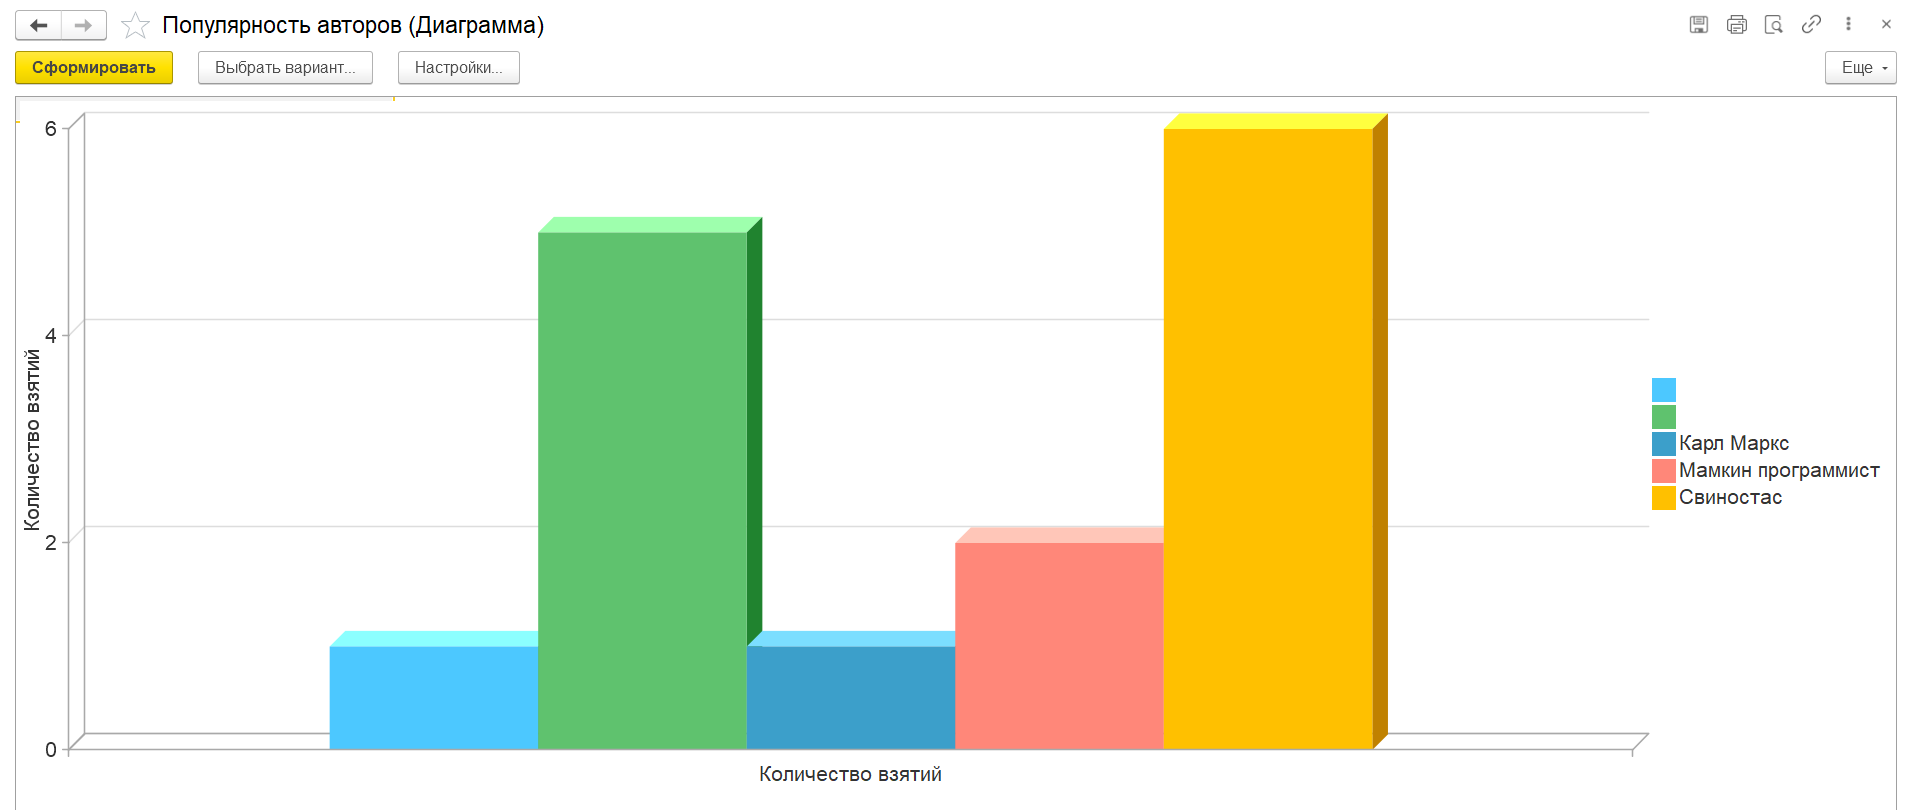 Популярность авторов (Диаграмма)
Сформировать
Выбрать вариант...
Настройки...
Еще
6
4
2
0
Количество взятий
Количество взятий
Карл Маркс
Мамкин программист
Свиностас